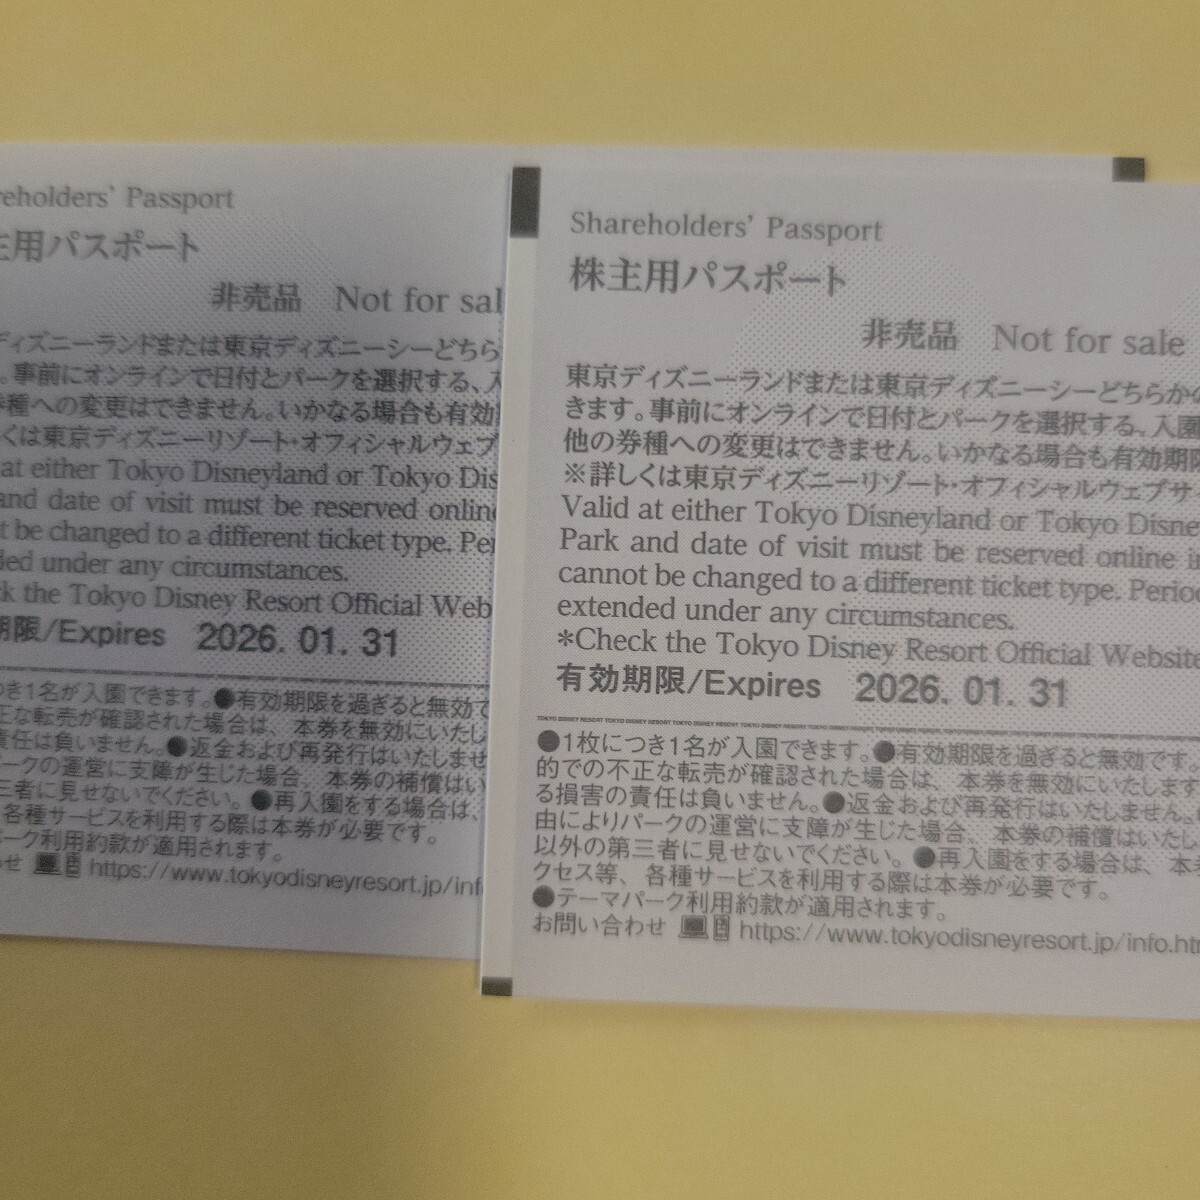 reholders' Passport
主用パスポート
非売品 Not for sal
ディズニーランドまたは東京ディズニーシーどちら
。事前にオンラインで日付とパークを選択する、入
券種への変更はできません。いかなる場合も有効
くは東京ディズニーリゾート・オフィシャルウェブ
at either Tokyo Disneyland or Tokyo Dis
and date of visit must be reserved online
t be changed to a different ticket type. Per
ded under any circumstances.
ck the Tokyo Disney Resort Official Web
期限/Expires 2026. 01. 31
つき1名が入園できます。●有効期限を過ぎると無効で
正な転売が確認された場合は、本券を無効にいたし
責任は負いません。●返金および再発行はいたしませ
ークの運営に支障が生じた場合、本券の補償はい
三者に見せないでください。●再入園をする場合は、
各種サービスを利用する際は本券が必要です。
ーク利用約款が適用されます。
わせ https://www.tokyodisneyresort.jp/inf
Shareholders' Passport
株主用パスポート
非売品 Not for sale
東京ディズニーランドまたは東京ディズニーシーどちらかの
きます。事前にオンラインで日付とパークを選択する、入園
他の券種への変更はできません。いかなる場合も有効期限
※詳しくは東京ディズニーリゾート・オフィシャルウェブサ
Valid at either Tokyo Disneyland or Tokyo Disne
Park and date of visit must be reserved online i
cannot be changed to a different ticket type. Perio
extended under any circumstances.
*Check the Tokyo Disney Resort Official Website
有効期限/Expires 2026. 01. 31
TOKYO DISNEY RESORT TOKYO DISNEY RESORT TOKYO DISNEY RESORT TOKYO DISNEY RESORT
●1枚につき1名が入園できます。●有効期限を過ぎると無効です。
的での不正な転売が確認された場合は、本券を無効にいたします
る損害の責任は負いません。●返金および再発行はいたしません。
由によりパークの運営に支障が生じた場合、本券の補償はいたし
以外の第三者に見せないでください。●再入園をする場合は、本
クセス等、各種サービスを利用する際は本券が必要です。
●テーマパーク利用約款が適用されます。
お問い合わせ https://www.tokyodisneyresort.jp/info.htm